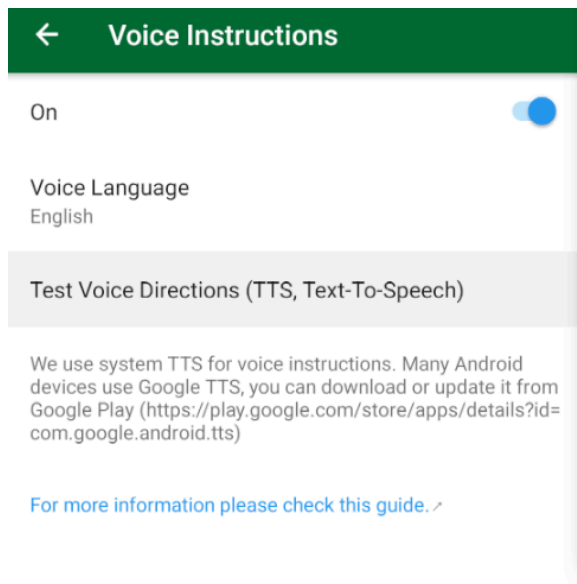 Voice Instructions
On
Voice Language
English
Test Voice Directions (TTS, Text-To-Speech)
We use system TTS for voice instructions. Many Android
devices use Google TTS, you can download or update it from
Google Play (https://play.google.com/store/apps/details?id=
com.google.android.tts)
For more information please check this guide.↗